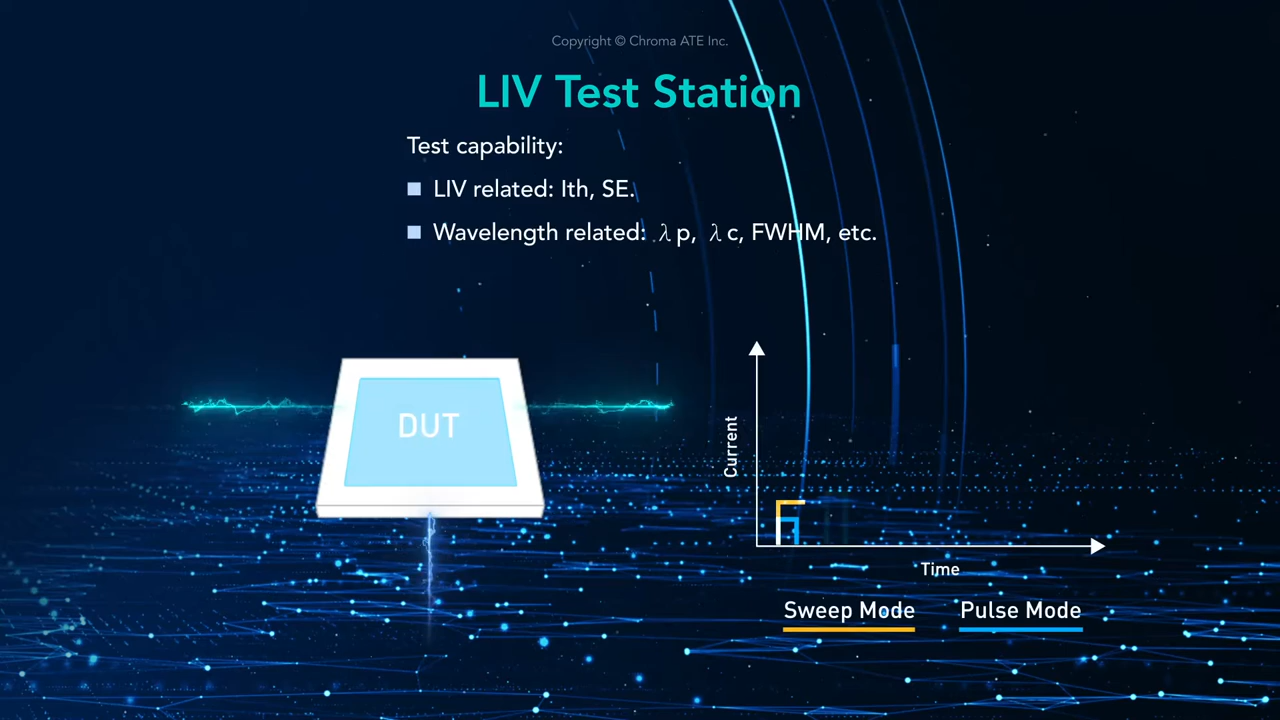 Copyright © Chroma ATE Inc.
LIV Test Station
Test capability:
LIV related: Ith, SE.
Wavelength related: λp, λc, FWHM, etc.
DUT
Current
Time
Sweep Mode
Pulse Mode